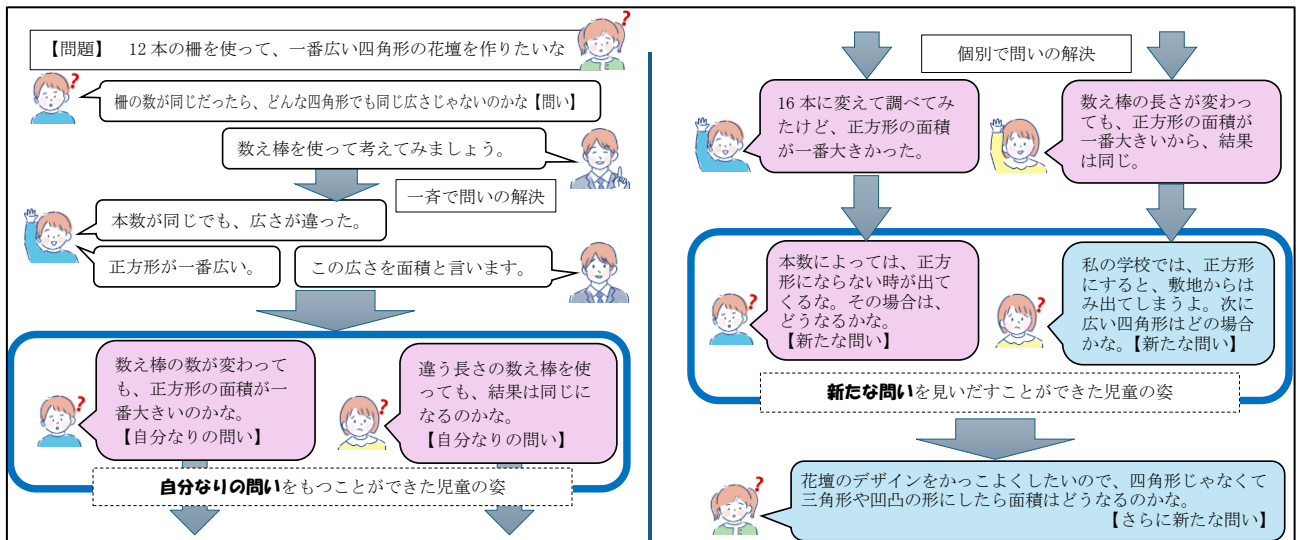 【問題】 12本の柵を使って、一番広い四角形の花壇を作りたいな
柵の数が同じだったら、どんな四角形でも同じ広さじゃないのかな【問い】
数え棒を使って考えてみましょう。
一斉で問いの解決
本数が同じでも、広さが違った。
正方形が一番広い。
この広さを面積と言います。
数え棒の数が変わって
も、正方形の面積が一
番大きいのかな。
【自分なりの問い】
違う長さの数え棒を使
っても、結果は同じに
なるのかな。
【自分なりの問い】
自分なりの問いをもつことができた児童の姿
個別で問いの解決
16本に変えて調べてみ
たけど、正方形の面積
が一番大きかった。
数え棒の長さが変わっ
ても、正方形の面積が
一番大きいから、結果
は同じ。
本数によっては、正方
形にならない時が出て
くるな。その場合は、
どうなるかな。
【新たな問い】
私の学校では、正方形
にすると、敷地からは
み出てしまうよ。次に
広い四角形はどの場合
かな。【新たな問い】
新たな問いを見いだすことができた児童の姿
花壇のデザインをかっこよくしたいので、四角形じゃなくて
三角形や凹凸の形にしたら面積はどうなるのかな。
【さらに新たな問い】